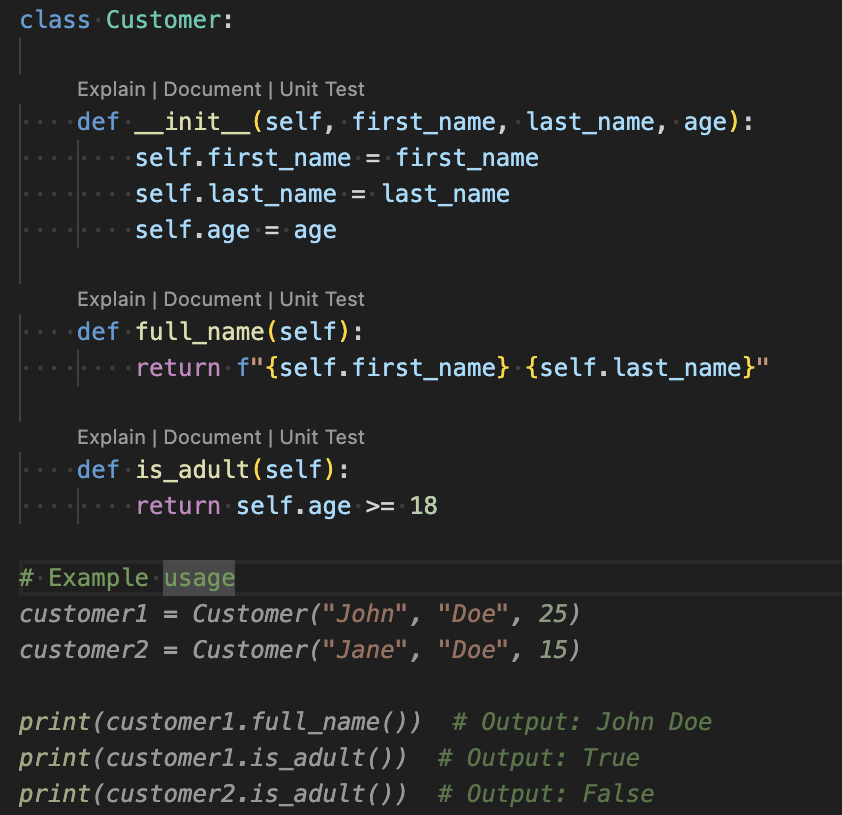 class Customer:
Explain | Document | Unit Test
    def __init__(self, first_name, last_name, age):
        self.first_name = first_name
        self.last_name = last_name
        self.age = age
Explain | Document | Unit Test
    def full_name(self):
        return f"{self.first_name} {self.last_name}"
Explain | Document | Unit Test
    def is_adult(self):
        return self.age >= 18
# Example usage
customer1 = Customer("John", "Doe", 25)
customer2 = Customer("Jane", "Doe", 15)
print(customer1.full_name())  # Output: John Doe
print(customer1.is_adult())  # Output: True
print(customer2.is_adult())  # Output: False